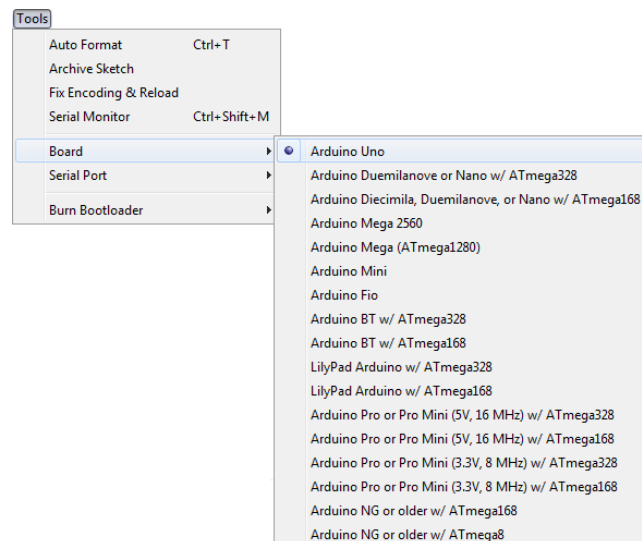 Tools
Auto Format Ctrl+T
Archive Sketch
Fix Encoding & Reload
Serial Monitor Ctrl+Shift+M
Board
Serial Port
Burn Bootloader
Arduino Uno
Arduino Duemilanove or Nano w/ ATmega328
Arduino Diecimila, Duemilanove, or Nano w/ ATmega168
Arduino Mega 2560
Arduino Mega (ATmega1280)
Arduino Mini
Arduino Fio
Arduino BT w/ ATmega328
Arduino BT w/ ATmega168
LilyPad Arduino w/ ATmega328
LilyPad Arduino w/ ATmega168
Arduino Pro or Pro Mini (5V, 16 MHz) w/ ATmega328
Arduino Pro or Pro Mini (5V, 16 MHz) w/ ATmega168
Arduino Pro or Pro Mini (3.3V, 8 MHz) w/ ATmega328
Arduino Pro or Pro Mini (3.3V, 8 MHz) w/ ATmega168
Arduino NG or older w/ ATmega168
Arduino NG or older w/ ATmega8